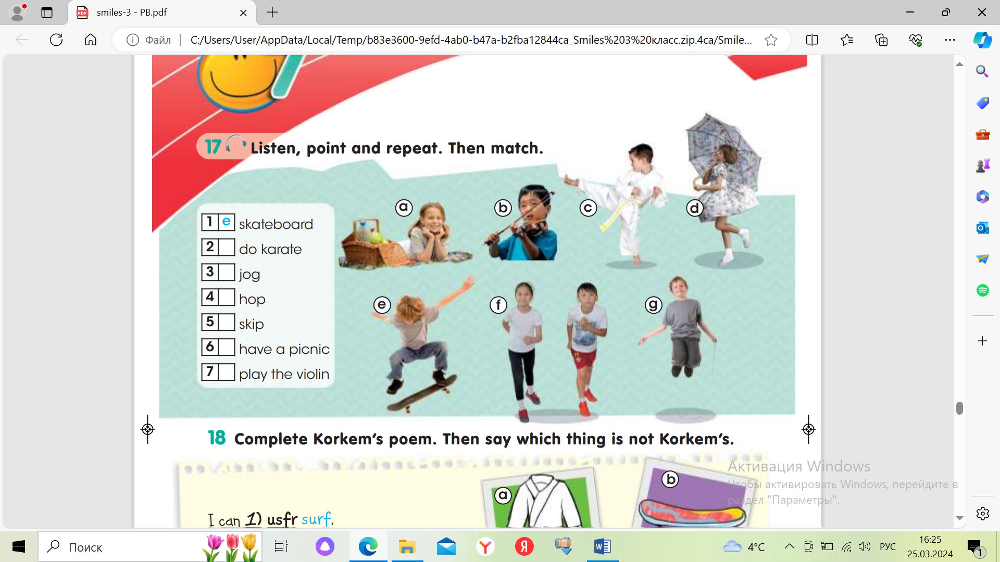 smiles-3 - PB.pdf
Файл
C:/Users/User/AppData/Local/Temp/b83e3600-9efd-4ab0-b47a-b2fba12844ca_Smiles%203%20класс.zip.4ca/Smile...
17 Listen, point and repeat. Then match.
a
b
c
d
1 e skateboard
2 do karate
3 jog
4 hop
5 skip
6 have a picnic
7 play the violin
e
f
g
18 Complete Korkem's poem. Then say which thing is not Korkem's.
a
b
I can 1) usfr surf,
Активация Windows
Чтобы активировать Windows, перейдите в
раздел "Параметры".
Поиск
4°C
РУС
16:25
25.03.2024
1